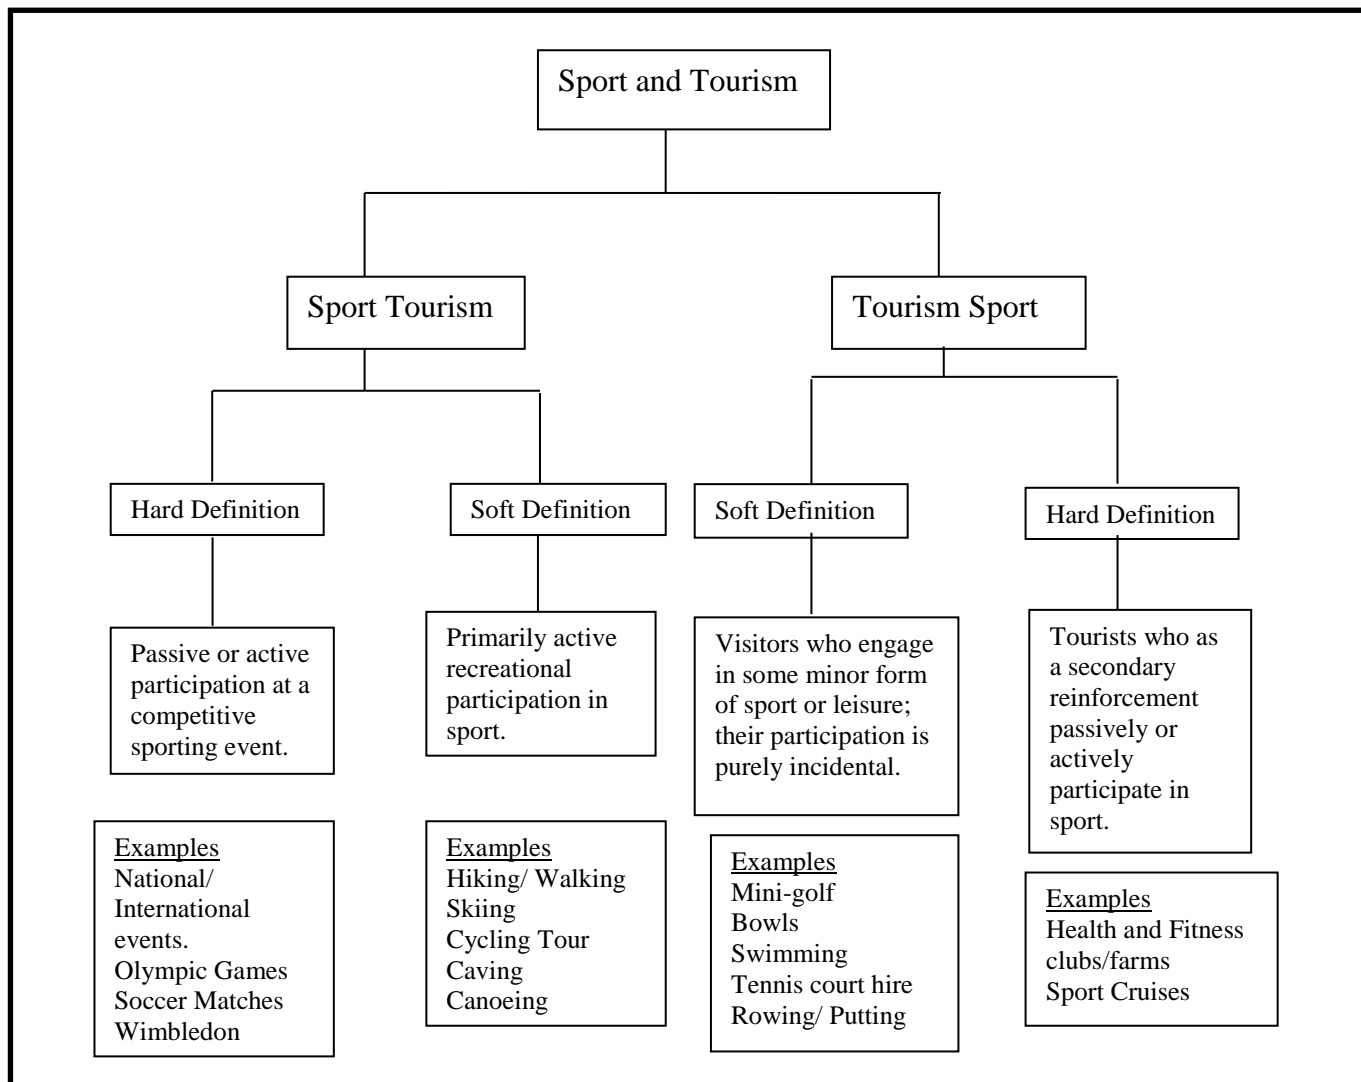 Sport and Tourism
Sport Tourism
Tourism Sport
Hard Definition
Soft Definition
Soft Definition
Hard Definition
Passive or active
participation at a
competitive
sporting event.
Primarily active
recreational
participation in
sport.
Visitors who engage
in some minor form
of sport or leisure;
their participation is
purely incidental.
Tourists who as
a secondary
reinforcement
passively or
actively
participate in
sport.
Examples
National/
International
events.
Olympic Games
Soccer Matches
Wimbledon
Examples
Hiking/ Walking
Skiing
Cycling Tour
Caving
Canoeing
Examples
Mini-golf
Bowls
Swimming
Tennis court hire
Rowing/ Putting
Examples
Health and Fitness
clubs/farms
Sport Cruises